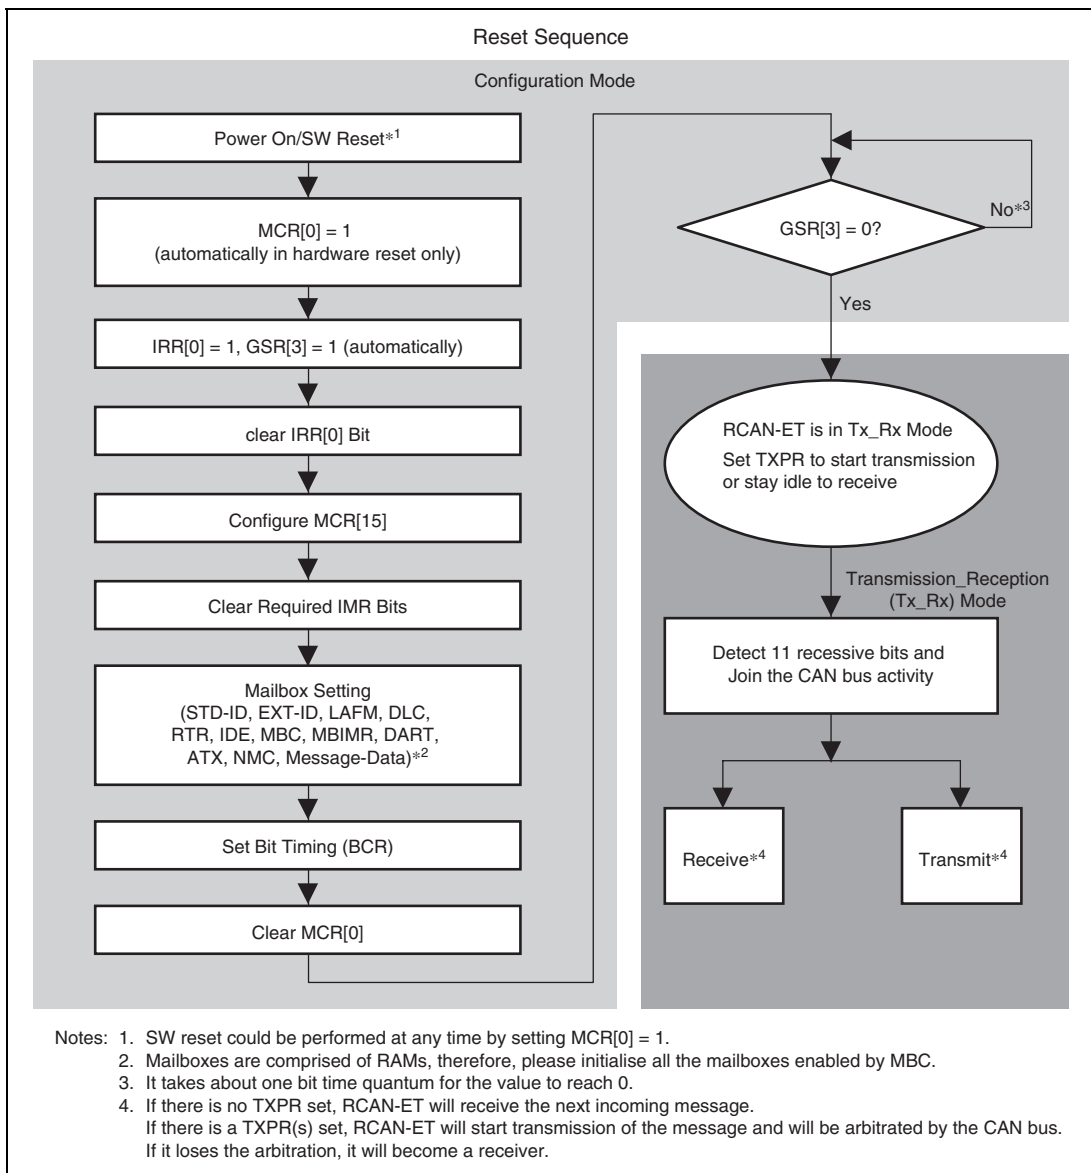 Reset Sequence
Configuration Mode
Power On/SW Reset*1
MCR[0] = 1
(automatically in hardware reset only)
IRR[0] = 1, GSR[3] = 1 (automatically)
clear IRR[0] Bit
Configure MCR[15]
Clear Required IMR Bits
Mailbox Setting
(STD-ID, EXT-ID, LAFM, DLC,
RTR, IDE, MBC, MBIMR, DART,
ATX, NMC, Message-Data)*2
Set Bit Timing (BCR)
Clear MCR[0]
GSR[3] = 0?
No*3
Yes
RCAN-ET is in Tx_Rx Mode
Set TXPR to start transmission
or stay idle to receive
Transmission_Reception
(Tx_Rx) Mode
Detect 11 recessive bits and
Join the CAN bus activity
Receive*4
Transmit*4
Notes: 1. SW reset could be performed at any time by setting MCR[0] = 1.
2. Mailboxes are comprised of RAMs, therefore, please initialise all the mailboxes enabled by MBC.
3. It takes about one bit time quantum for the value to reach 0.
4. If there is no TXPR set, RCAN-ET will receive the next incoming message.
If there is a TXPR(s) set, RCAN-ET will start transmission of the message and will be arbitrated by the CAN bus.
If it loses the arbitration, it will become a receiver.